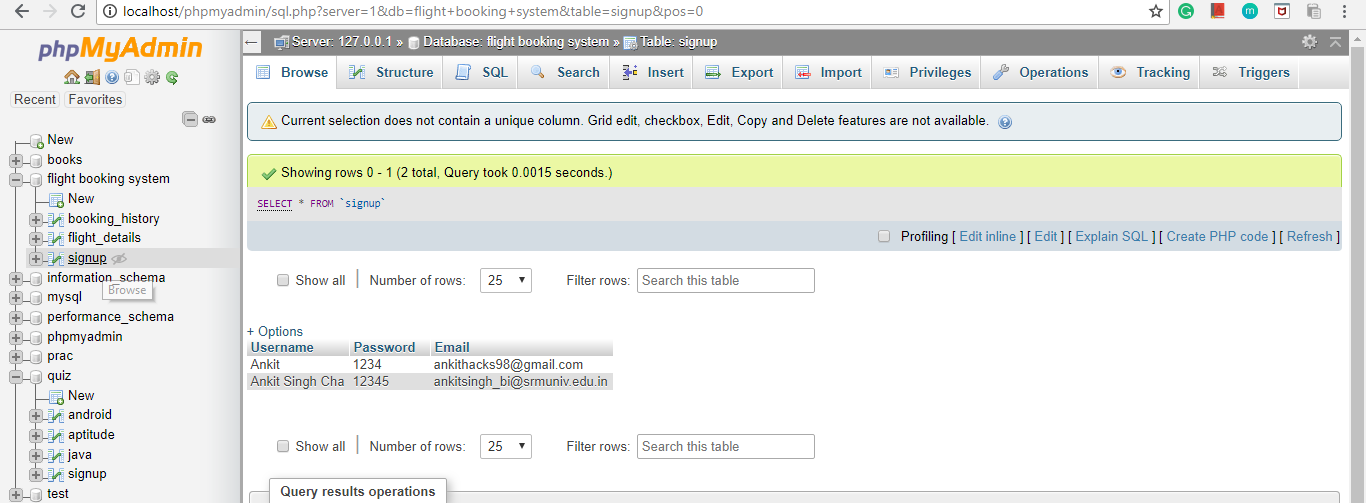 localhost/phpmyadmin/sql.php?server=1&db=flight+booking+system&table=signup&pos=0
phpMyAdmin
Recent Favorites
New
books
flight booking system
New
booking_history
flight_details
signup
information_schema
Browse
mysql
performance_schema
phpmyadmin
prac
quiz
New
android
aptitude
java
signup
test
Server: 127.0.0.1 » Database: flight booking system » Table: signup
Browse Structure SQL Search Insert Export Import Privileges Operations Tracking Triggers
Current selection does not contain a unique column. Grid edit, checkbox, Edit, Copy and Delete features are not available.
Showing rows 0 - 1 (2 total, Query took 0.0015 seconds.)
SELECT * FROM `signup`
Profiling [ Edit inline ] [ Edit ] [ Explain SQL ] [ Create PHP code ] [ Refresh ]
Show all | Number of rows: 25 Filter rows: Search this table
+ Options
Username Password Email
Ankit 1234 ankithacks98@gmail.com
Ankit Singh Cha 12345 ankitsingh_bi@srmuniv.edu.in
Show all | Number of rows: 25 Filter rows: Search this table
Query results operations